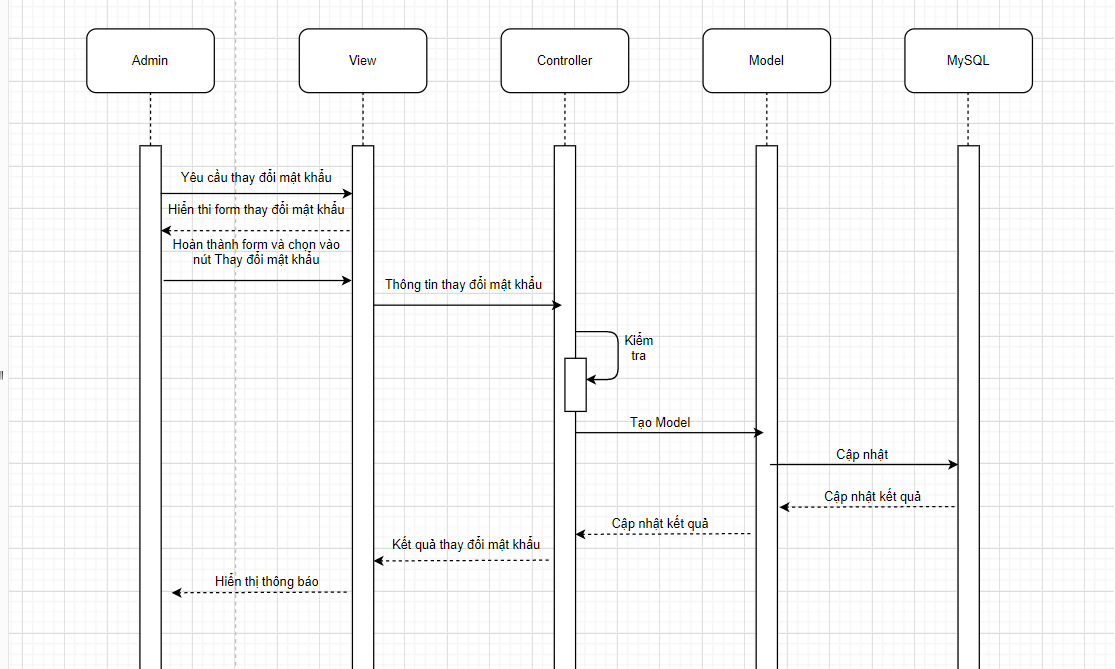 Admin
View
Controller
Model
MySQL
Yêu cầu thay đổi mật khẩu
Hiển thi form thay đổi mật khẩu
Hoàn thành form và chọn vào
nút Thay đổi mật khẩu
Thông tin thay đổi mật khẩu
Kiểm
tra
Tạo Model
Cập nhật
Cập nhật kết quả
Cập nhật kết quả
Kết quả thay đổi mật khẩu
Hiển thị thông báo